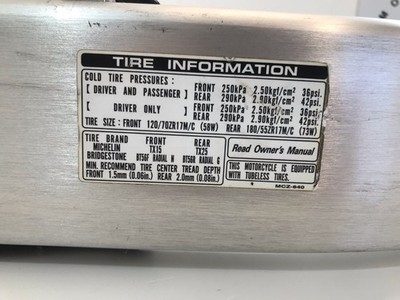 TIRE INFORMATION
COLD TIRE PRESSURES:
[ DRIVER AND PASSENGER ] FRONT 250kPa 2.50kgf/cm² 36psi.
REAR 290kPa 2.90kgf/cm² 42psi.
[ DRIVER ONLY ] FRONT 250kPa 2.50kgf/cm² 36psi.
REAR 290kPa 2.90kgf/cm² 42psi.
TIRE SIZE: FRONT 120/70ZR17M/C (58W) REAR 180/55ZR17M/C (73W)
TIRE BRAND FRONT REAR
MICHELIN TX15 TX25
BRIDGESTONE BT56F RADIAL N BT56R RADIAL G
MIN. RECOMMEND TIRE CENTER TREAD DEPTH
FRONT 1.5mm (0.06in.) REAR 2.0mm (0.08in.)
Read Owner's Manual
THIS MOTORCYCLE IS EQUIPPED
WITH TUBELESS TIRES.
MCZ-640